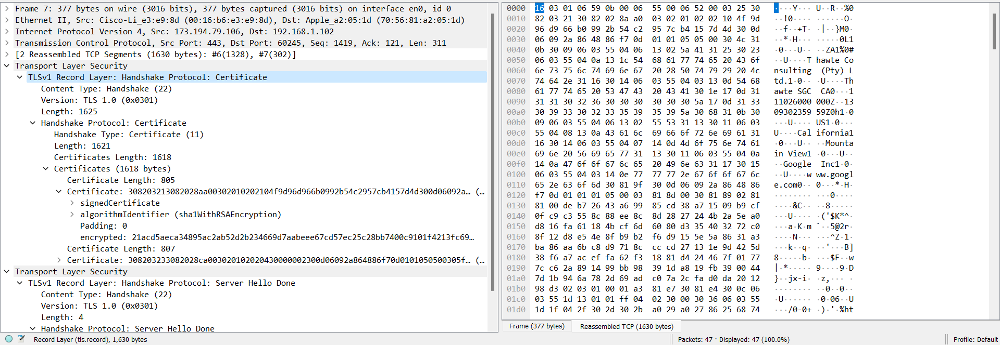 Frame 7: 377 bytes on wire (3016 bits), 377 bytes captured (3016 bits) on interface en0, id 0
Ethernet II, Src: Cisco-Li_e3:e9:8d (00:16:b6:e3:e9:8d), Dst: Apple_a2:05:1d (70:56:81:a2:05:1d)
Internet Protocol Version 4, Src: 173.194.79.106, Dst: 192.168.1.102
Transmission Control Protocol, Src Port: 443, Dst Port: 60245, Seq: 1419, Ack: 121, Len: 311
[2 Reassembled TCP Segments (1630 bytes): #6(1328), #7(302)]
Transport Layer Security
TLSv1 Record Layer: Handshake Protocol: Certificate
Content Type: Handshake (22)
Version: TLS 1.0 (0x0301)
Length: 1625
Handshake Protocol: Certificate
Handshake Type: Certificate (11)
Length: 1621
Certificates Length: 1618
Certificates (1618 bytes)
Certificate Length: 805
Certificate: 308203213082028aa00302010202104f9d96d966b0992b54c2957cb4157d4d300d06092a… (…
signedCertificate
algorithmIdentifier (sha1WithRSAEncryption)
Padding: 0
encrypted: 21acd5aeca34895ac2ab52d2b234669d7aabeee67cd57ec25c28bb7400c9101f4213fc69…
Certificate Length: 807
Certificate: 308203233082028ca003020102020430000002300d06092a864886f70d0101050500305f… (…
Transport Layer Security
TLSv1 Record Layer: Handshake Protocol: Server Hello Done
Content Type: Handshake (22)
Version: TLS 1.0 (0x0301)
Length: 4
Handshake Protocol: Server Hello Done
0000 16 03 01 06 59 0b 00 06 55 00 06 52 00 03 25 30 ····Y··· U··R··%0
0010 82 03 21 30 82 02 8a a0 03 02 01 02 02 10 4f 9d ··!0···· ······O·
0020 96 d9 66 b0 99 2b 54 c2 95 7c b4 15 7d 4d 30 0d ··f··+T· ·|··}M0·
0030 06 09 2a 86 48 86 f7 0d 01 01 05 05 00 30 4c 31 ··*·H··· ·····0L1
0040 0b 30 09 06 03 55 04 06 13 02 5a 41 31 25 30 23 ·0···U·· ··ZA1%0#
0050 06 03 55 04 0a 13 1c 54 68 61 77 74 65 20 43 6f ··U····T hawte Co
0060 6e 73 75 6c 74 69 6e 67 20 28 50 74 79 29 20 4c nsulting (Pty) L
0070 74 64 2e 31 16 30 14 06 03 55 04 03 13 0d 54 68 td.1·0·· ·U····Th
0080 61 77 74 65 20 53 47 43 20 43 41 30 1e 17 0d 31 awte SGC CA0···1
0090 31 31 30 32 36 30 30 30 30 30 30 5a 17 0d 31 33 11026000 000Z··13
00a0 30 39 33 30 32 33 35 39 35 39 5a 30 68 31 0b 30 09302359 59Z0h1·0
00b0 09 06 03 55 04 06 13 02 55 53 31 13 30 11 06 03 ···U···· US1·0···
00c0 55 04 08 13 0a 43 61 6c 69 66 6f 72 6e 69 61 31 U····Cal ifornia1
00d0 16 30 14 06 03 55 04 07 14 0d 4d 6f 75 6e 74 61 ·0···U·· ··Mounta
00e0 69 6e 20 56 69 65 77 31 13 30 11 06 03 55 04 0a in View1 ·0···U··
00f0 14 0a 47 6f 6f 67 6c 65 20 49 6e 63 31 17 30 15 ··Google Inc1·0·
0100 06 03 55 04 03 14 0e 77 77 77 2e 67 6f 6f 67 6c ··U····w ww.googl
0110 65 2e 63 6f 6d 30 81 9f 30 0d 06 09 2a 86 48 86 e.com0·· 0···*·H·
0120 f7 0d 01 01 01 05 00 03 81 8d 00 30 81 89 02 81 ········ ···0····
0130 81 00 de b7 26 43 a6 99 85 cd 38 a7 15 09 b9 cf ····&C·· ··8·····
0140 0f c9 c3 55 8c 88 ee 8c 8d 28 27 24 4b 2a 5e a0 ···U···· ·('$K*^·
0150 d8 16 fa 61 18 4b cf 6d 60 80 d3 35 40 32 72 c0 ···a·K·m `··5@2r·
0160 8f 12 d8 e5 4e 8f b9 b2 f6 d9 15 5e 5a 86 31 a3 ····N··· ···^Z·1·
0170 ba 86 aa 6b c8 d9 71 8c cc cd 27 13 1e 9d 42 5d ···k··q· ··'···B]
0180 38 f6 a7 ac ef fa 62 f3 18 81 d4 24 46 7f 01 77 8·····b· ···$F··w
0190 7c c6 2a 89 14 99 bb 98 39 1d a8 19 fb 39 00 44 |·*····· 9····9·D
01a0 7d 1b 94 6a 78 2d 69 ad c0 7a 2c fa d0 da 20 12 }··jx-i· ·z,··· ·
01b0 98 d3 02 03 01 00 01 a3 81 e7 30 81 e4 30 0c 06 ········ ··0··0··
01c0 03 55 1d 13 01 01 ff 04 02 30 00 30 36 06 03 55 ·U······ ·0·06··U
01d0 1d 1f 04 2f 30 2d 30 2b a0 29 a0 27 86 25 68 74 ···/0-0+ ·)·'·%ht
Frame (377 bytes) Reassembled TCP (1630 bytes)
Record Layer (tls.record), 1,630 bytes Packets: 47 · Displayed: 47 (100.0%) Profile: Default